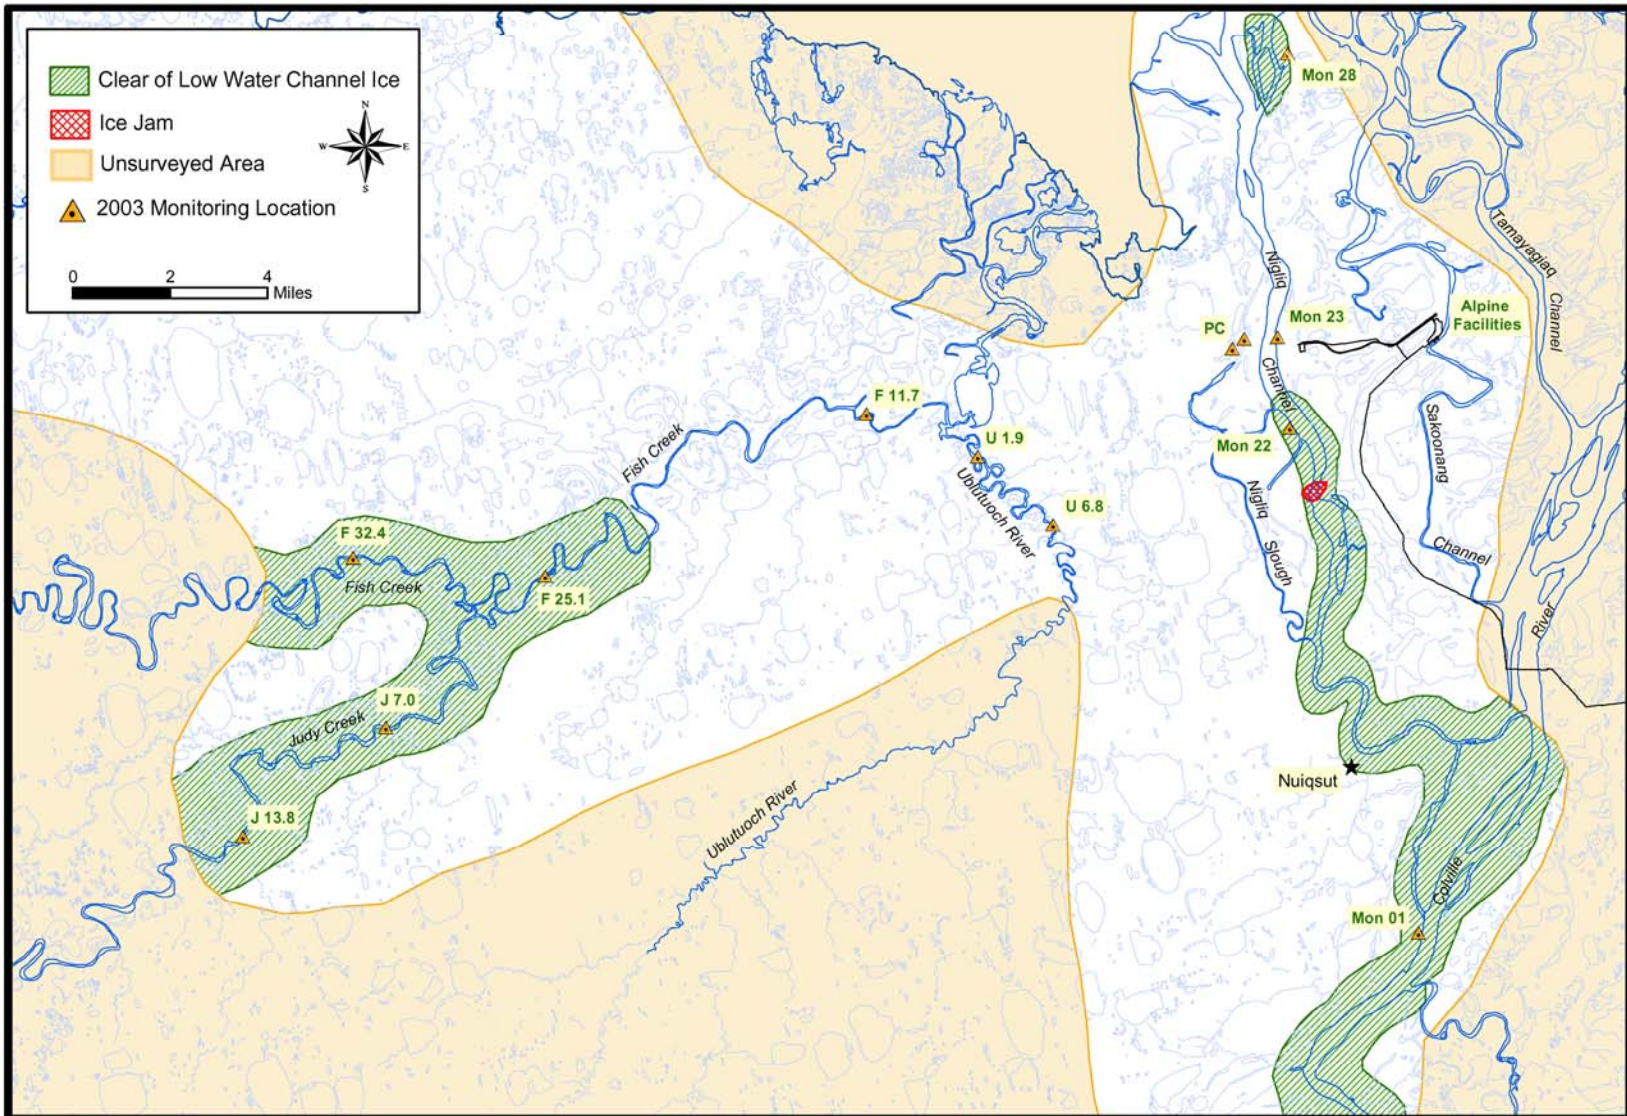 Clear of Low Water Channel Ice
Ice Jam
Unsurveyed Area
2003 Monitoring Location
N
W
E
S
0
2
4
Miles
Mon 28
Tamayagiaq
Channel
Nigliq
Channel
PC
Mon 23
Alpine
Facilities
F 11.7
Fish Creek
U 1.9
Ublutuoch River
U 6.8
Mon 22
Nigliq
Slough
Sakoonang
Channel
F 32.4
Fish Creek
F 25.1
River
J 7.0
Judy Creek
J 13.8
Ublutuoch River
Nuiqsut
Colville
Mon 01